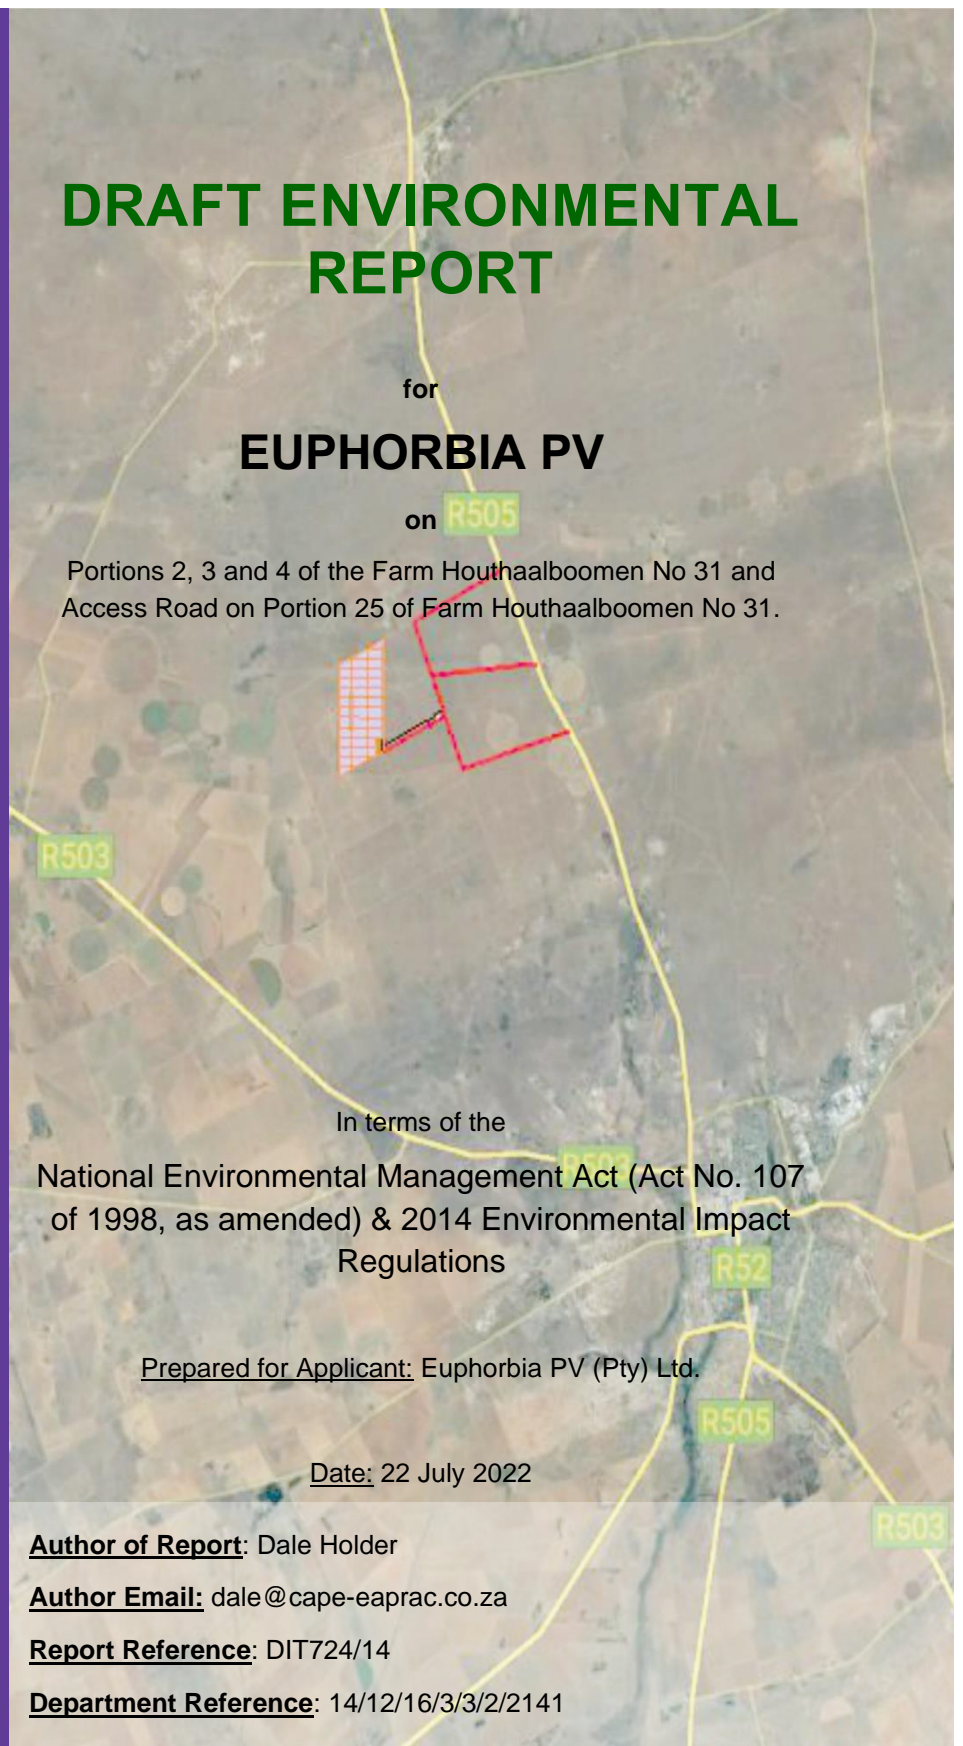 DRAFT ENVIRONMENTAL
REPORT
for
EUPHORBIA PV
on
R505
Portions 2, 3 and 4 of the Farm Houthaalboomen No 31 and
Access Road on Portion 25 of Farm Houthaalboomen No 31.
R503
In terms of the
R503
National Environmental Management Act (Act No. 107
of 1998, as amended) & 2014 Environmental Impact
Regulations
R52
Prepared for Applicant: Euphorbia PV (Pty) Ltd.
R505
Date: 22 July 2022
R503
Author of Report: Dale Holder
Author Email: dale@cape-eaprac.co.za
Report Reference: DIT724/14
Department Reference: 14/12/16/3/3/2/2141